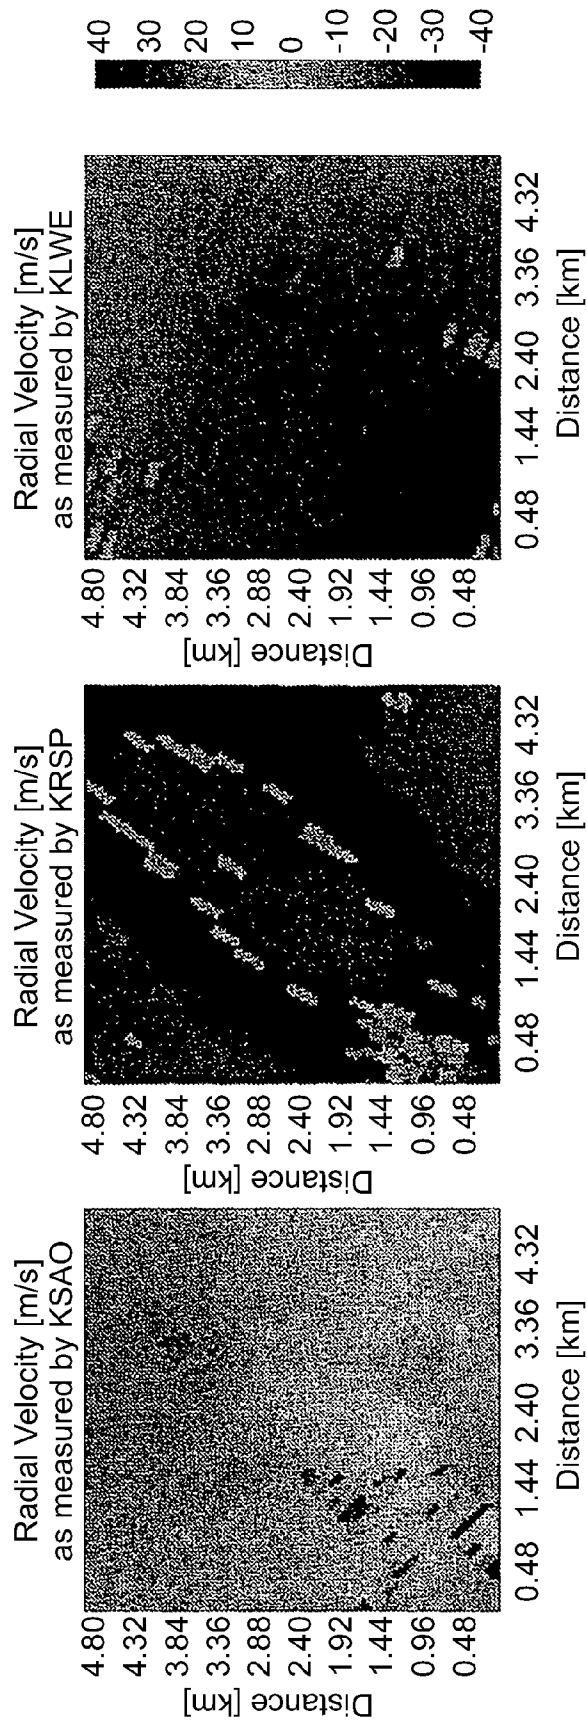 Radial Velocity [m/s]
as measured by KSAO
Distance [km]
4.80
4.32
3.84
3.36
2.88
2.40
1.92
1.44
0.96
0.48
0.48 1.44 2.40 3.36 4.32
Distance [km]
Radial Velocity [m/s]
as measured by KRSP
Distance [km]
4.80
4.32
3.84
3.36
2.88
2.40
1.92
1.44
0.96
0.48
0.48 1.44 2.40 3.36 4.32
Distance [km]
Radial Velocity [m/s]
as measured by KLWE
Distance [km]
4.80
4.32
3.84
3.36
2.88
2.40
1.92
1.44
0.96
0.48
0.48 1.44 2.40 3.36 4.32
Distance [km]
40
30
20
10
0
-10
-20
-30
-40